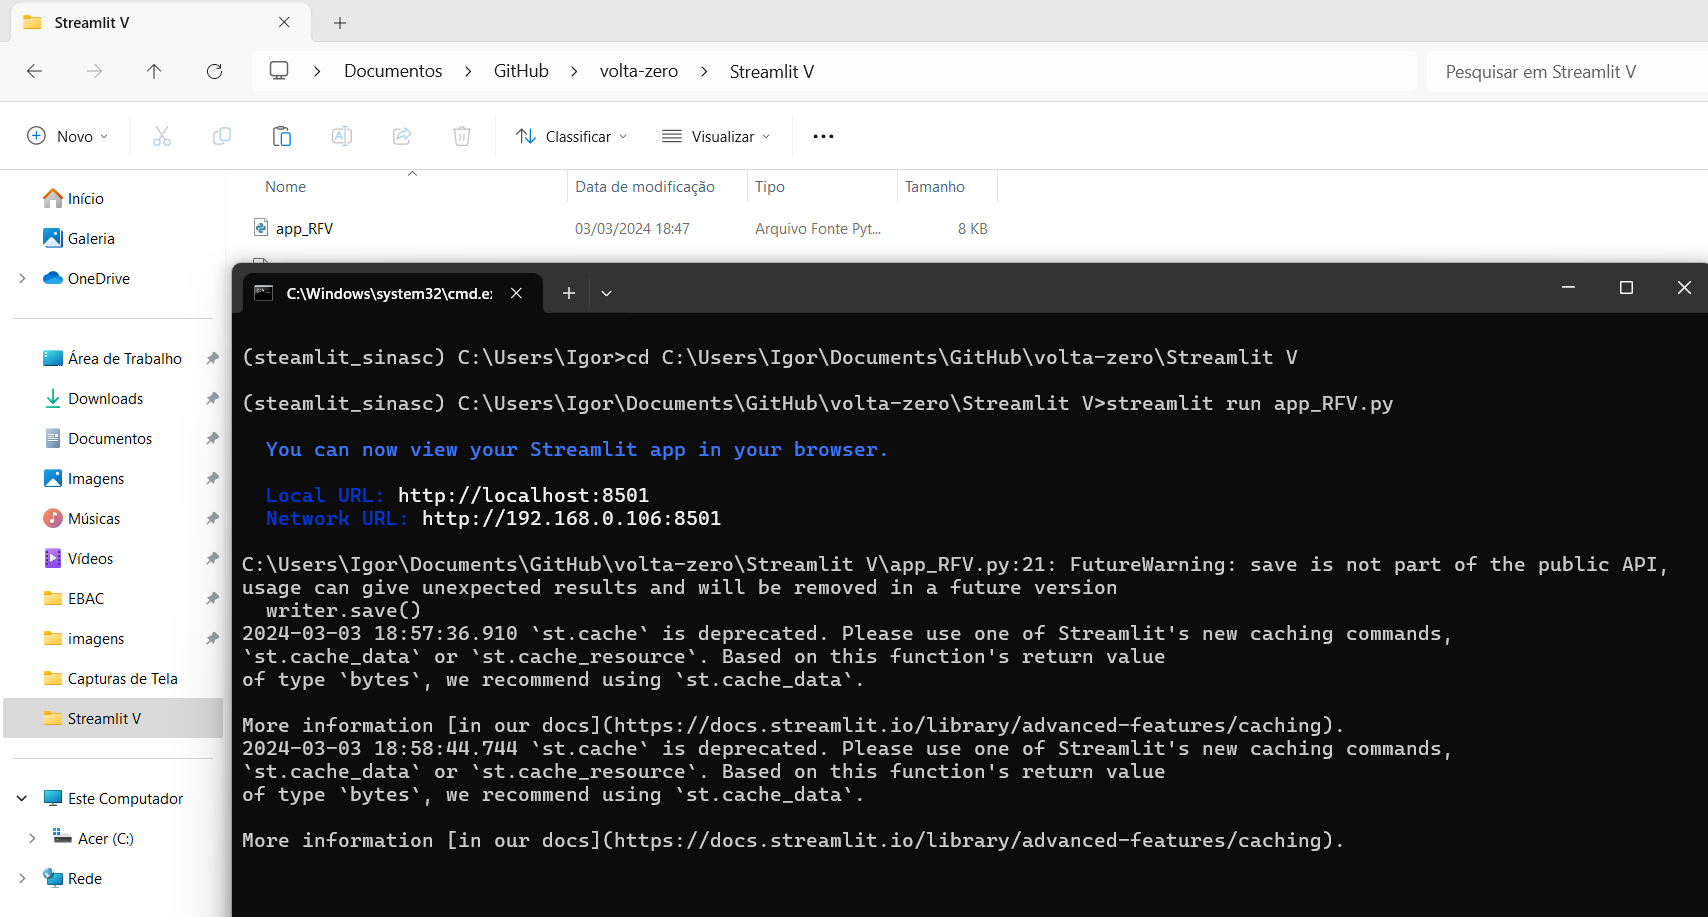 Streamlit V
Documentos > GitHub > volta-zero > Streamlit V
Pesquisar em Streamlit V
Novo
Classificar
Visualizar
Nome
Data de modificação
Tipo
Tamanho
app_RFV
03/03/2024 18:47
Arquivo Fonte Pyt...
8 KB
Início
Galeria
OneDrive
Área de Trabalho
Downloads
Documentos
Imagens
Músicas
Vídeos
EBAC
imagens
Capturas de Tela
Streamlit V
Este Computador
Acer (C:)
Rede
C:\Windows\system32\cmd.e
(steamlit_sinasc) C:\Users\Igor>cd C:\Users\Igor\Documents\GitHub\volta-zero\Streamlit V
(steamlit_sinasc) C:\Users\Igor\Documents\GitHub\volta-zero\Streamlit V>streamlit run app_RFV.py
You can now view your Streamlit app in your browser.
Local URL: http://localhost:8501
Network URL: http://192.168.0.106:8501
C:\Users\Igor\Documents\GitHub\volta-zero\Streamlit V\app_RFV.py:21: FutureWarning: save is not part of the public API,
usage can give unexpected results and will be removed in a future version
writer.save()
2024-03-03 18:57:36.910 `st.cache` is deprecated. Please use one of Streamlit's new caching commands,
`st.cache_data` or `st.cache_resource`. Based on this function's return value
of type `bytes`, we recommend using `st.cache_data`.
More information [in our docs](https://docs.streamlit.io/library/advanced-features/caching).
2024-03-03 18:58:44.744 `st.cache` is deprecated. Please use one of Streamlit's new caching commands,
`st.cache_data` or `st.cache_resource`. Based on this function's return value
of type `bytes`, we recommend using `st.cache_data`.
More information [in our docs](https://docs.streamlit.io/library/advanced-features/caching).